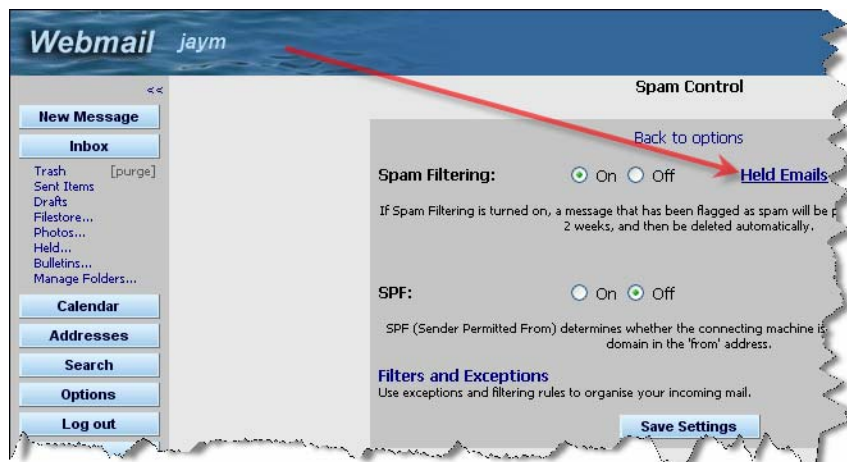 Webmail jaym
<<
Spam Control
New Message
Inbox
Back to options
Trash [purge]
Sent Items
Drafts
Filestore...
Photos...
Held...
Bulletins...
Manage Folders...
Calendar
Addresses
Search
Options
Log out
Spam Filtering: On Off Held Emails
If Spam Filtering is turned on, a message that has been flagged as spam will be
2 weeks, and then be deleted automatically.
SPF: On Off
SPF (Sender Permitted From) determines whether the connecting machine is
domain in the 'from' address.
Filters and Exceptions
Use exceptions and filtering rules to organise your incoming mail.
Save Settings